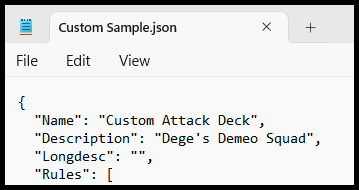 Custom Sample.json
File Edit View
{
"Name": "Custom Attack Deck",
"Description": "Dege's Demeo Squad",
"Longdesc": "",
"Rules": [